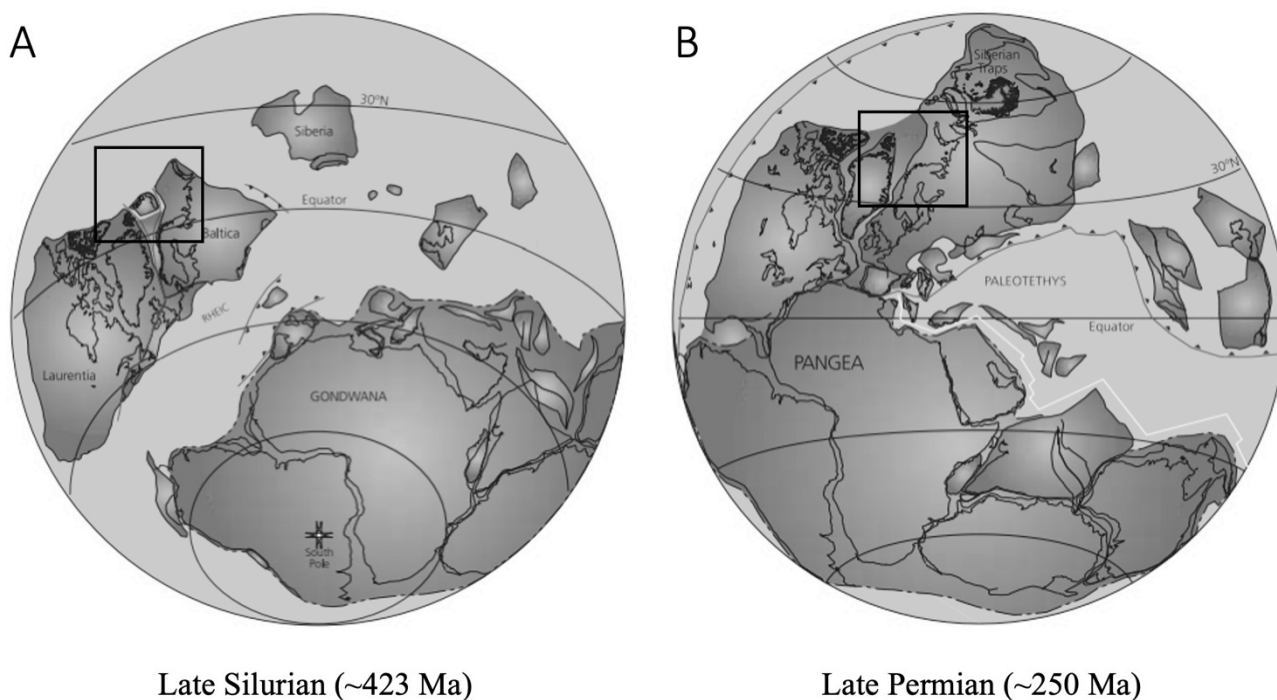 A
30°N
Siberia
Equator
Baltica
RHEIC
Laurentia
GONDWANA
South
Pole
Late Silurian (~423 Ma)
B
Siberian
Traps
30°N
PALEOTETHYS
Equator
PANGEA
Late Permian (~250 Ma)